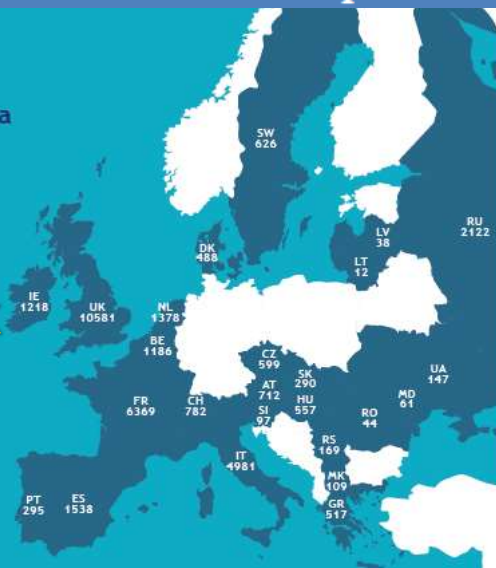 a
SW
626
RU
2122
LV
38
LT
12
DK
488
IE
1218
UK
10581
NL
1378
BE
1186
CZ
599
SK
290
UA
147
AT
712
HU
557
MD
61
FR
6369
CH
782
SI
97
RO
44
RS
169
IT
4981
MK
109
GR
517
PT
295
ES
1538